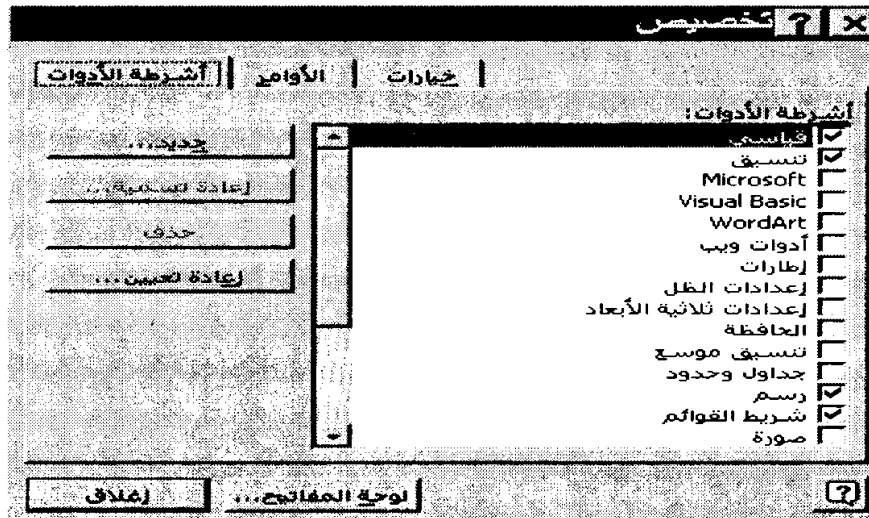 تخصيص
أشرطة الأدوات
الأوامر
خيارات
أشرطة الأدوات:
قياسي
تنسيق
Microsoft
Visual Basic
WordArt
أدوات ويب
إطارات
إعدادات الظل
إعدادات ثلاثية الأبعاد
الحافظة
تنسيق موسع
جداول وحدود
رسم
شريط القوائم
صورة
جديد...
إعادة تسمية...
حذف
إعادة تعيين...
لوحة المفاتيح...
إغلاق